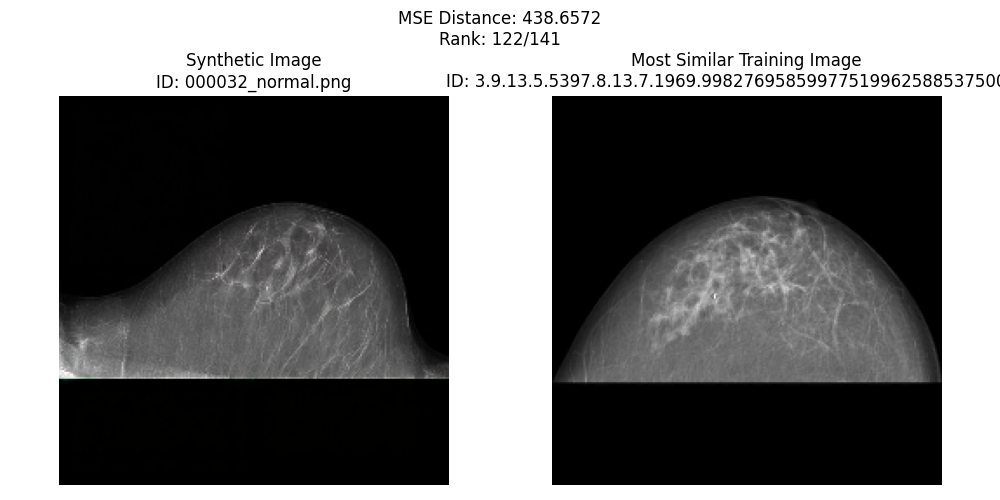 MSE Distance: 438.6572
Rank: 122/141
Synthetic Image
ID: 000032_normal.png
Most Similar Training Image
ID: 3.9.13.5.5397.8.13.7.1969.9982769585997751996258853750